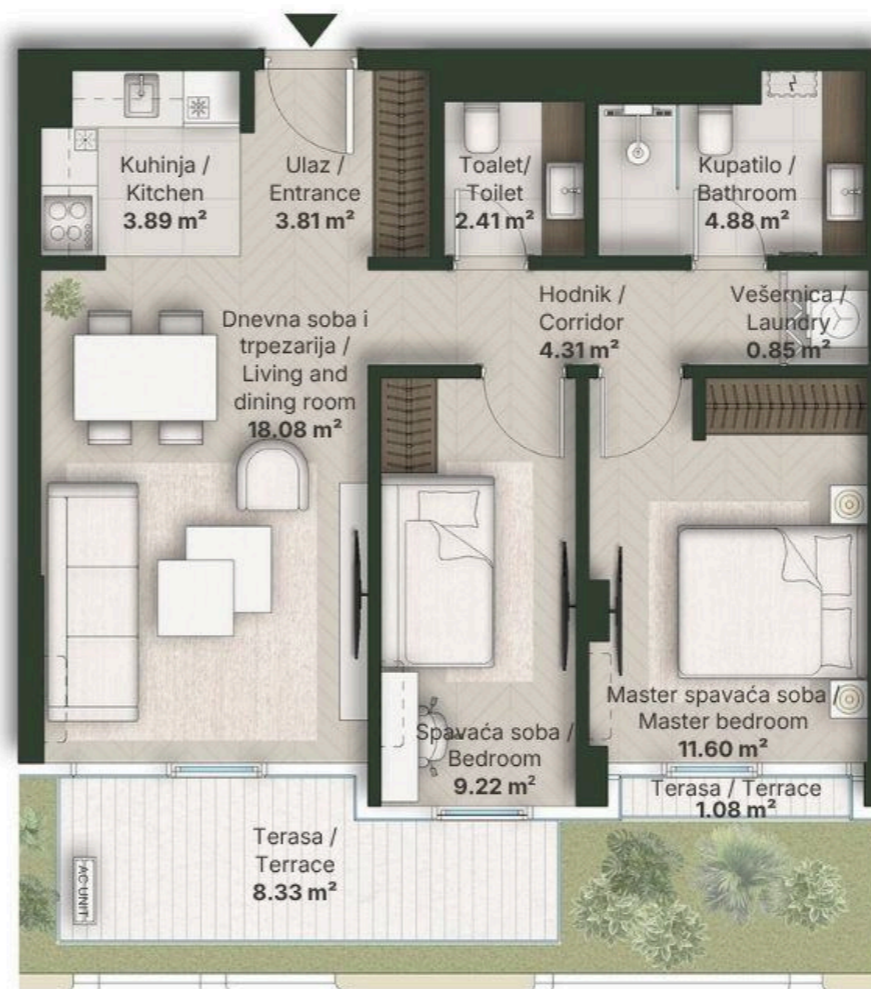 Kuhinja /
Kitchen
3.89 m²
Ulaz /
Entrance
3.81 m²
Toalet/
Toilet
2.41 m²
Kupatilo /
Bathroom
4.88 m²
Hodnik /
Corridor
4.31 m²
Vešernica /
Laundry
0.85 m²
Dnevna soba i
trpezarija /
Living and
dining room
18.08 m²
Spavaća soba /
Bedroom
9.22 m²
Master spavaća soba /
Master bedroom
11.60 m²
Terasa / Terrace
1.08 m²
Terasa /
Terrace
8.33 m²
AC UNIT